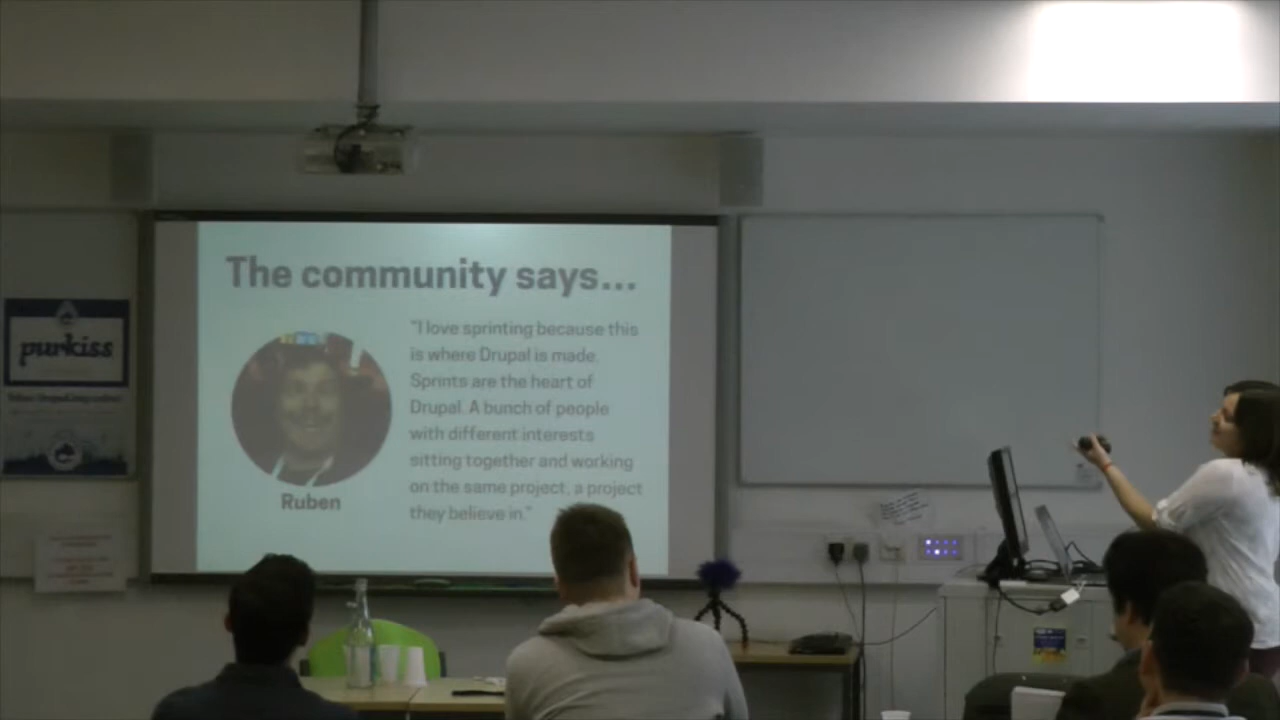 The community says...
"I love sprinting because this
is where Drupal is made.
Sprints are the heart of
Drupal. A bunch of people
with different interests
sitting together and working
on the same project, a project
they believe in."
Ruben
purkiss